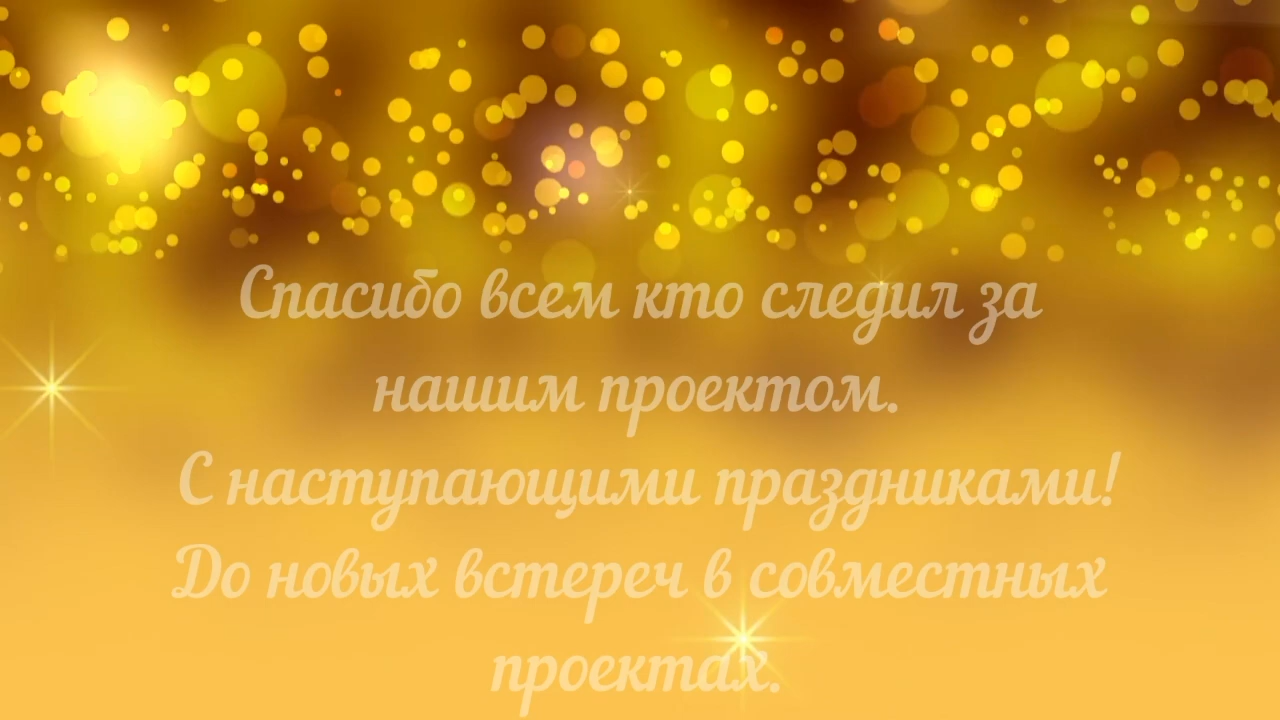 Спасибо всем кто следил за
нашим проектом.
С наступающими праздниками!
До новых встереч в совместных
проектах.